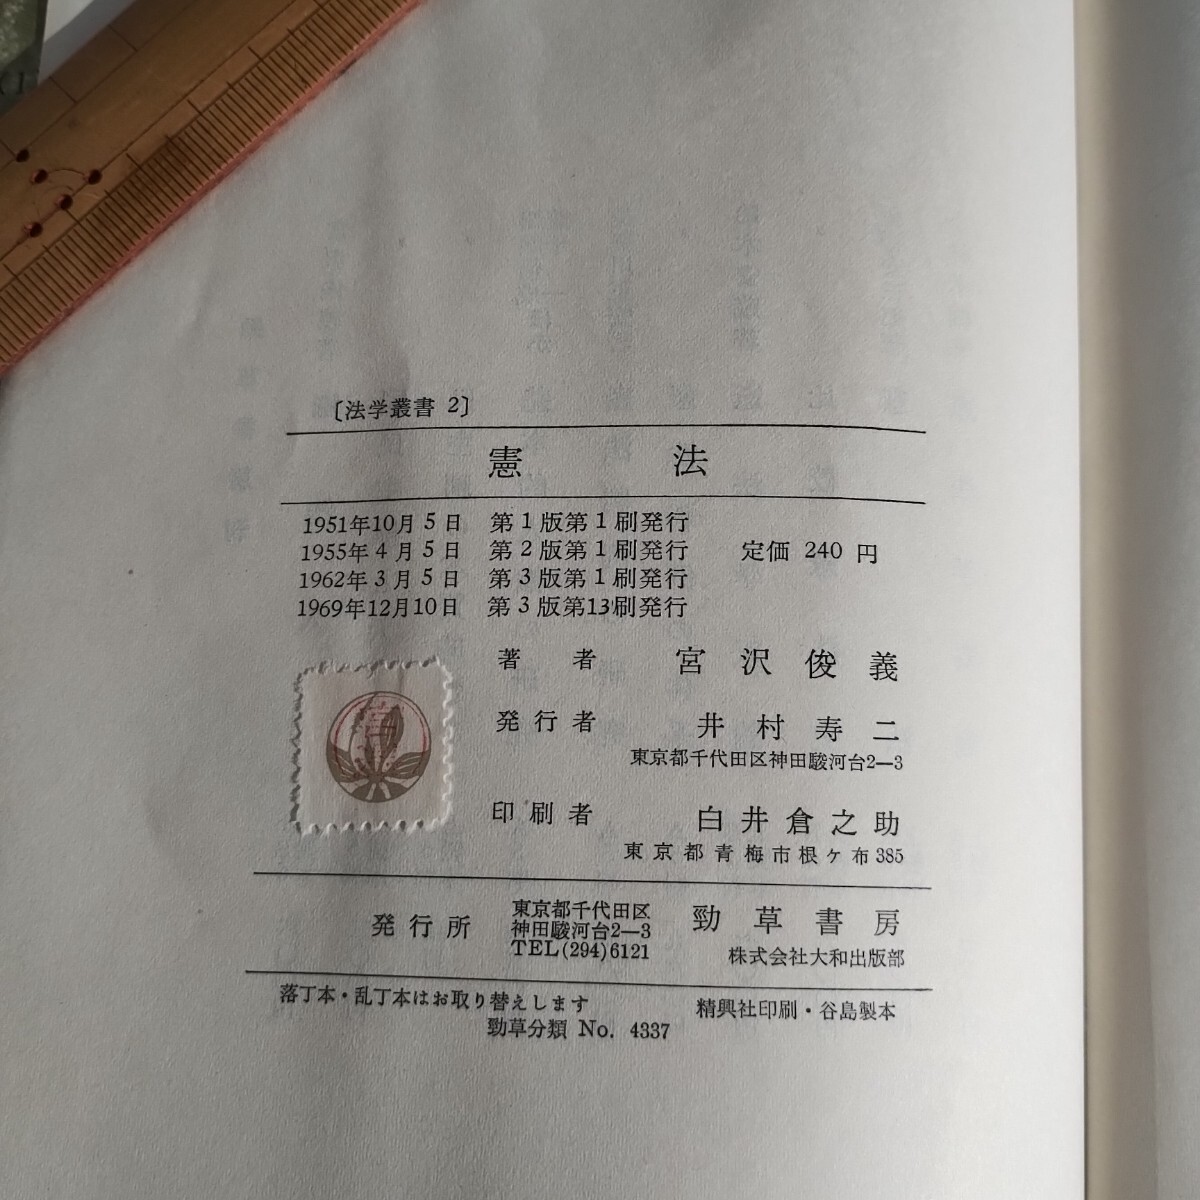 〔法学叢書 2〕
憲法
1951年10月5日 第1版第1刷発行
1955年4月5日 第2版第1刷発行 定価 240 円
1962年3月5日 第3版第1刷発行
1969年12月10日 第3版第13刷発行
著者 宮沢俊義
発行者 井村寿二
東京都千代田区神田駿河台2―3
印刷者 白井倉之助
東京都青梅市根ヶ布385
発行所 東京都千代田区神田駿河台2―3 TEL(294)6121 勁草書房
株式会社大和出版部
落丁本・乱丁本はお取り替えします 精興社印刷・谷島製本
勁草分類 No. 4337